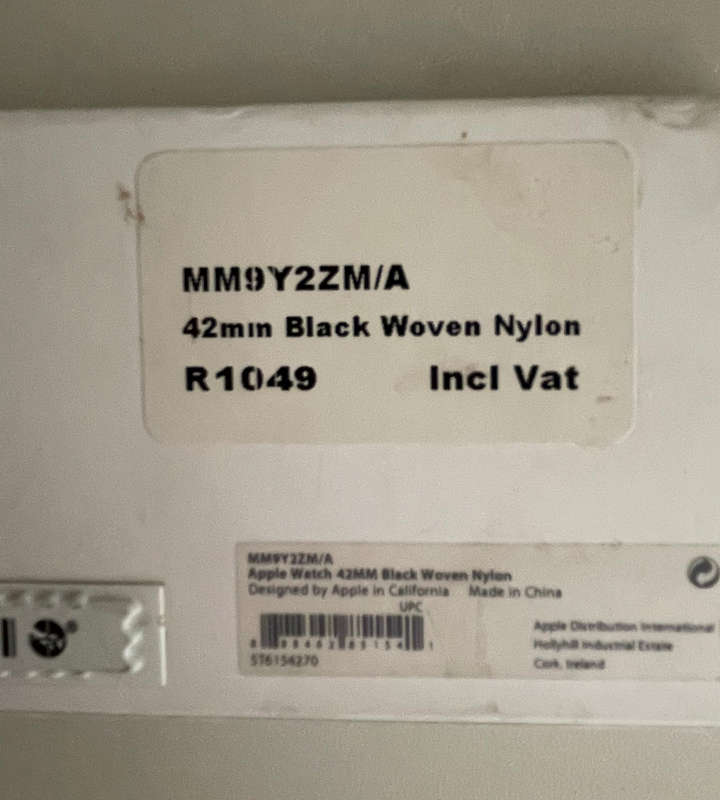 MM9Y2ZM/A
42mm Black Woven Nylon
R1049 Incl Vat
MM9Y2ZM/A
Apple Watch 42MM Black Woven Nylon
Designed by Apple in California Made in China
UPC
ST6156270
Apple Distribution International
Hollyhill Industrial Estate
Cork, Ireland